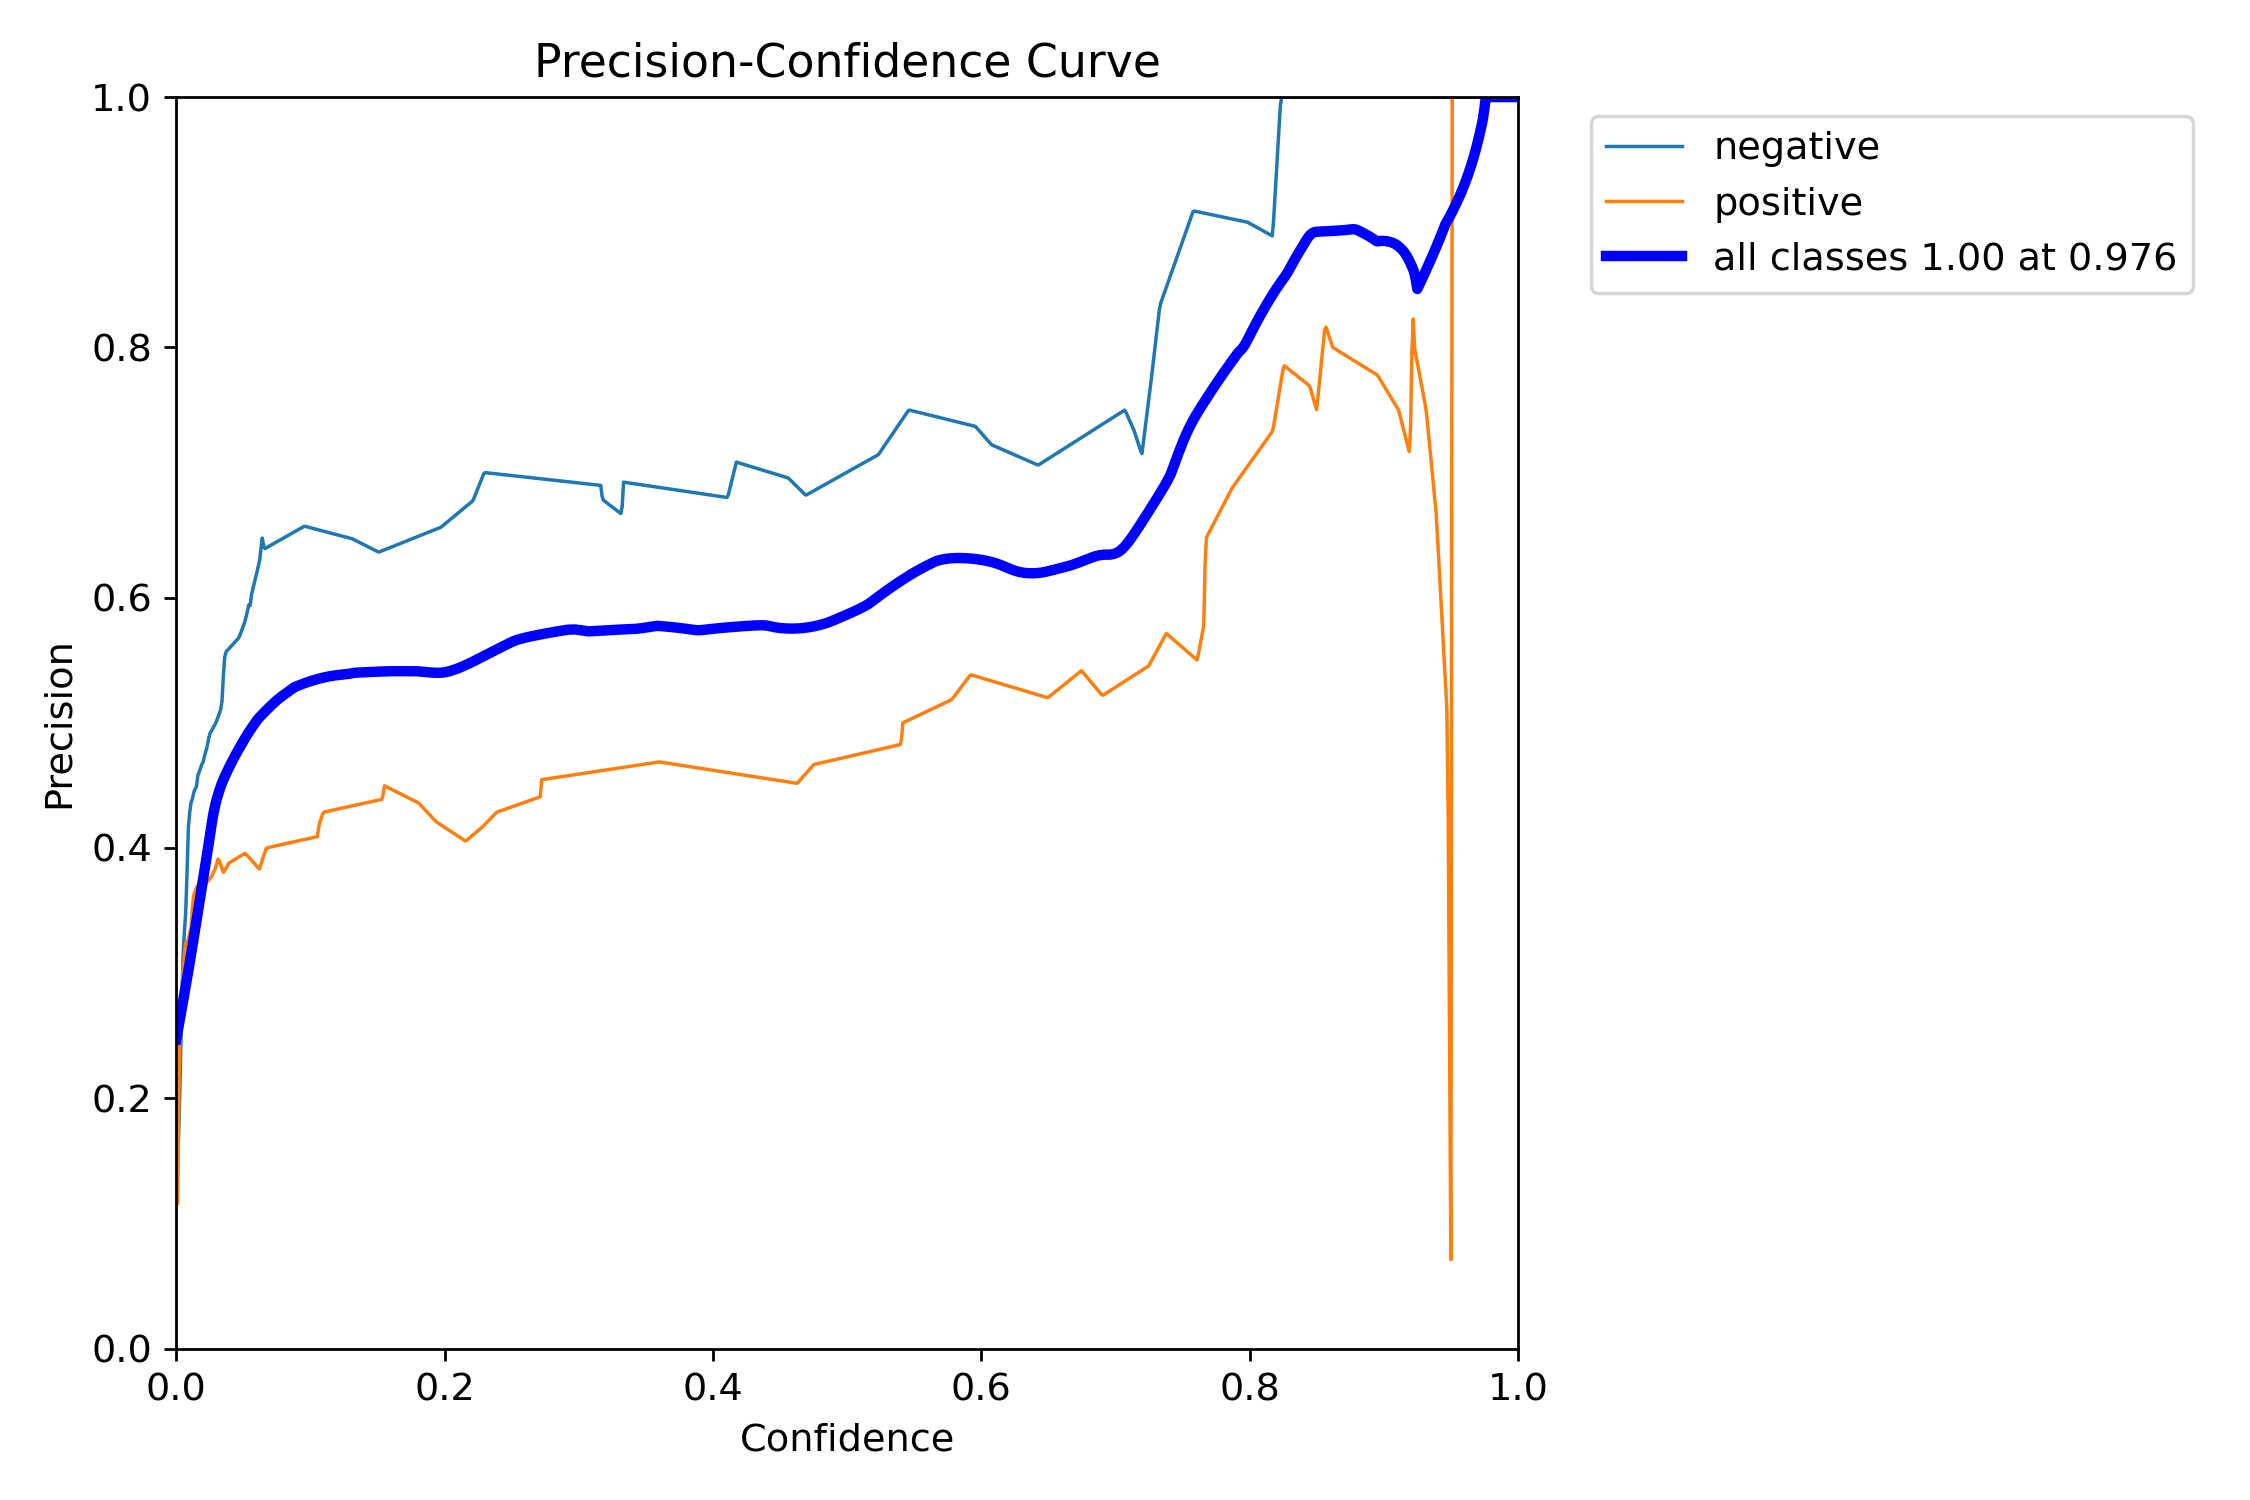 Precision-Confidence Curve
1.0
0.8
0.6
0.4
0.2
0.0
Precision
0.0 0.2 0.4 0.6 0.8 1.0
Confidence
negative
positive
all classes 1.00 at 0.976